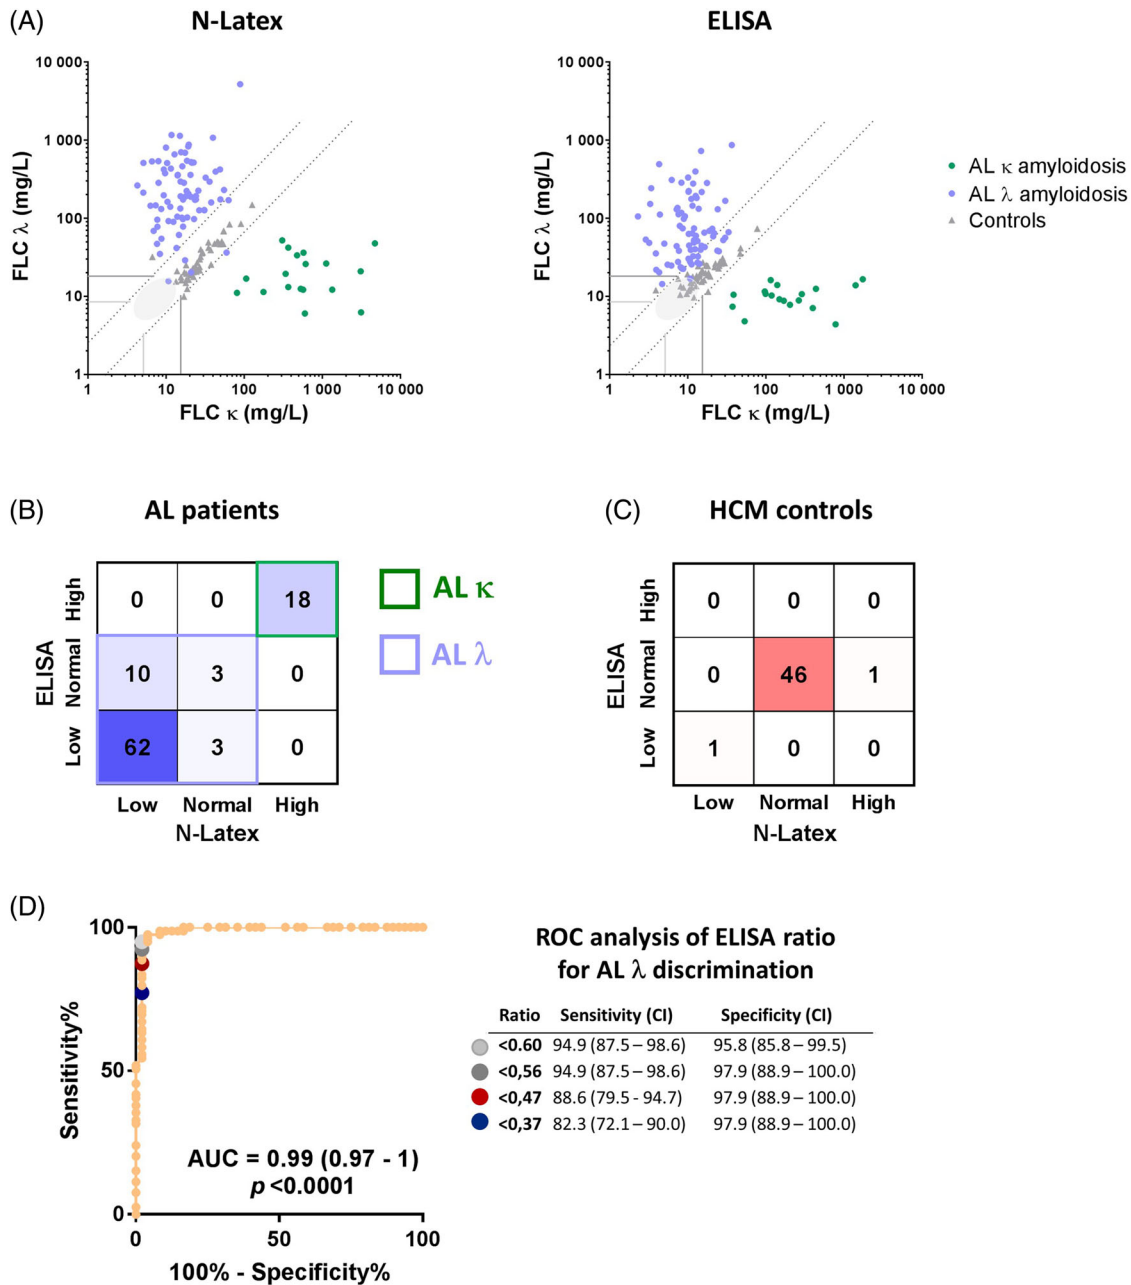 (A)
N-Latex
ELISA
10 000
1 000
100
10
1
FLC λ (mg/L)
1
10
100
1 000
10 000
FLC κ (mg/L)
10 000
1 000
100
10
1
FLC λ (mg/L)
1
10
100
1 000
10 000
FLC κ (mg/L)
AL κ amyloidosis
AL λ amyloidosis
Controls
(B)
AL patients
ELISA
High
Normal
Low
0 0 18
10 3 0
62 3 0
Low Normal High
N-Latex
AL κ
AL λ
(C)
HCM controls
ELISA
High
Normal
Low
0 0 0
0 46 1
1 0 0
Low Normal High
N-Latex
(D)
Sensitivity%
100
50
0
0 50 100
100% - Specificity%
AUC = 0.99 (0.97 - 1)
p <0.0001
ROC analysis of ELISA ratio
for AL λ discrimination
Ratio Sensitivity (CI) Specificity (CI)
<0.60 94.9 (87.5 – 98.6) 95.8 (85.8 – 99.5)
<0,56 94.9 (87.5 – 98.6) 97.9 (88.9 – 100.0)
<0,47 88.6 (79.5 - 94.7) 97.9 (88.9 – 100.0)
<0,37 82.3 (72.1 – 90.0) 97.9 (88.9 – 100.0)